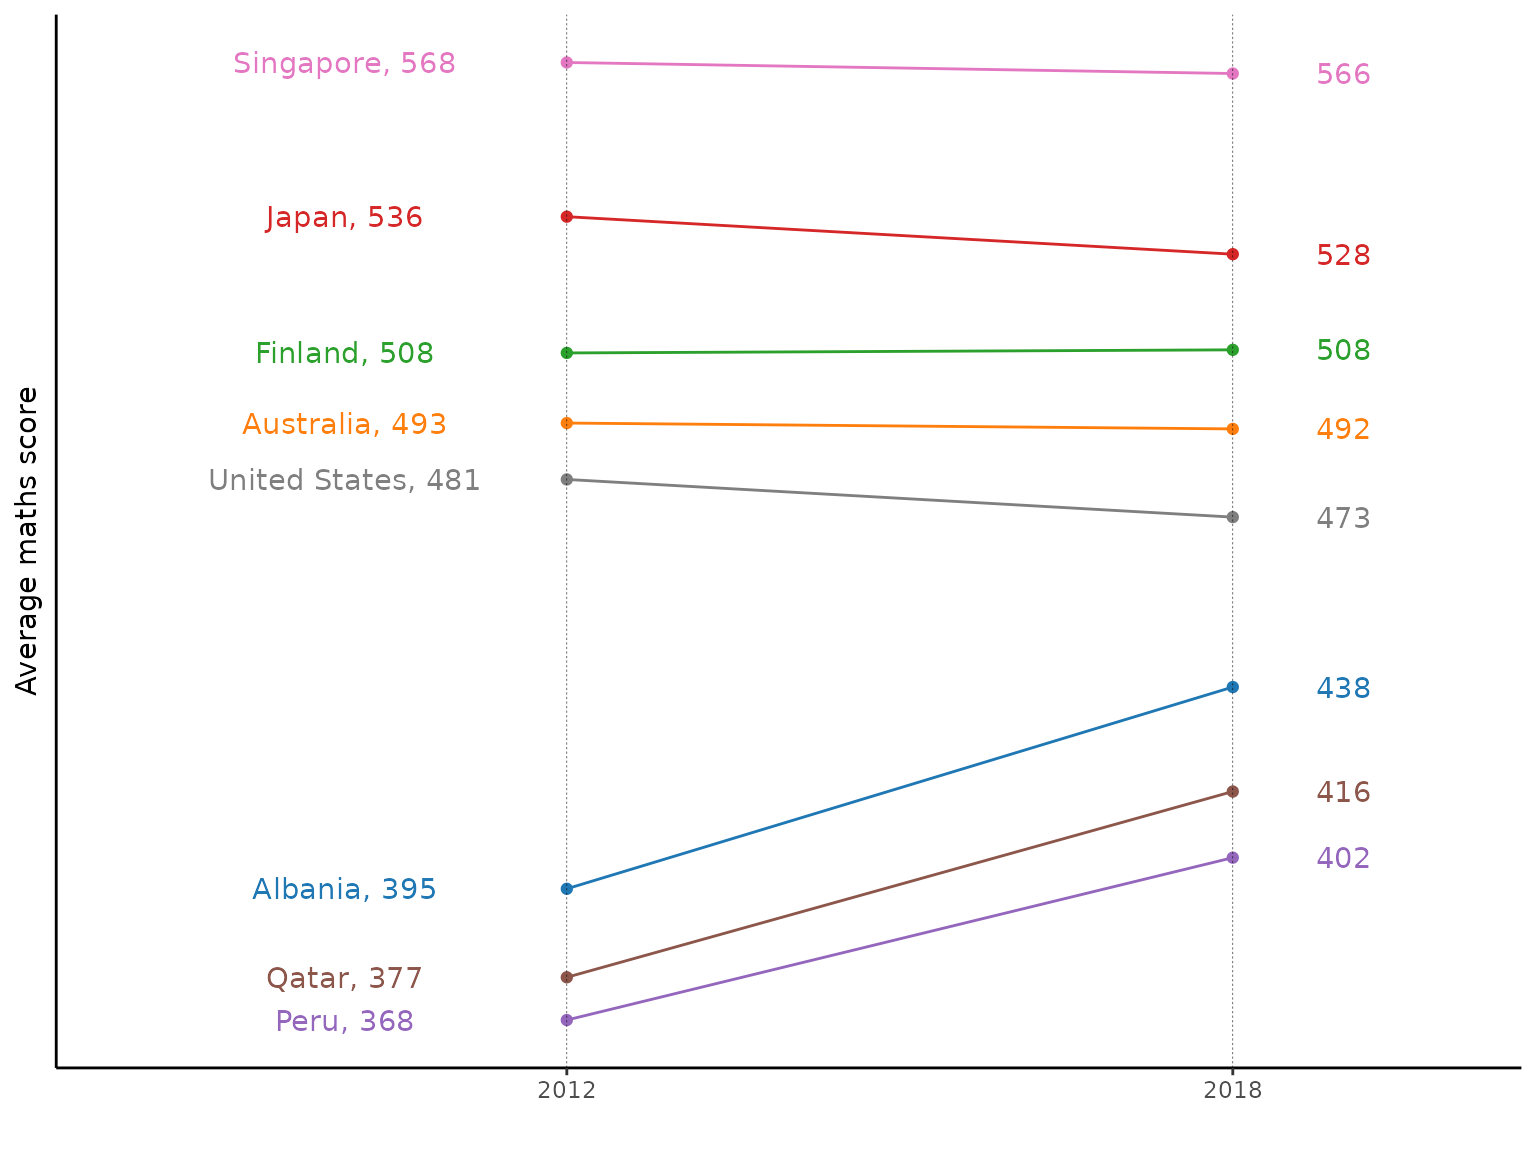 Singapore, 568
566
Japan, 536
528
Finland, 508
508
Australia, 493
492
United States, 481
473
438
416
402
Albania, 395
Qatar, 377
Peru, 368
Average maths score
2012
2018